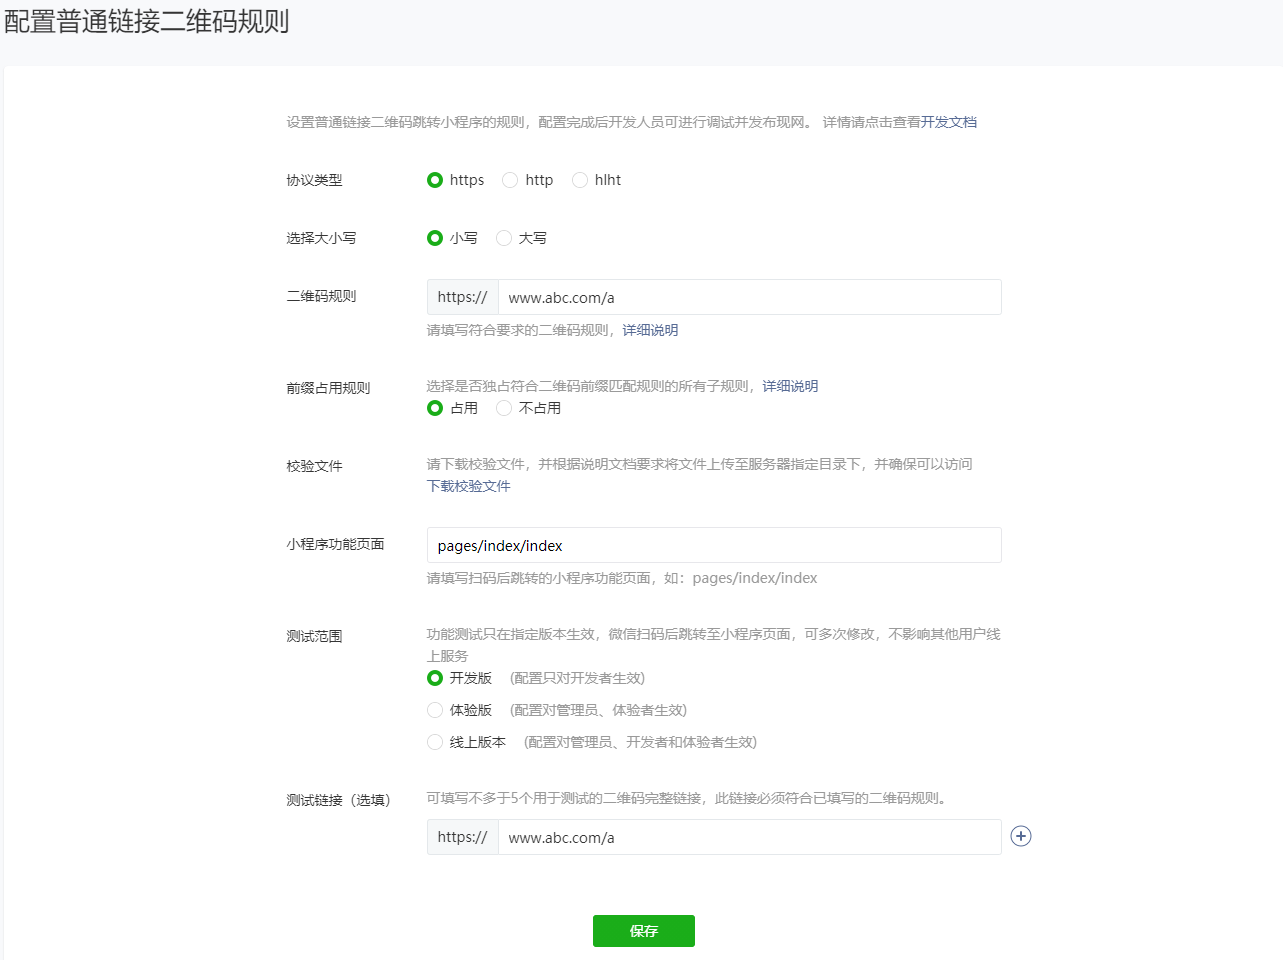 配置普通链接二维码规则
设置普通链接二维码跳转小程序的规则，配置完成后开发人员可进行调试并发布现网。 详情请点击查看开发文档
协议类型 https http hlht
选择大小写 小写 大写
二维码规则 https:// www.abc.com/a
请填写符合要求的二维码规则，详细说明
前缀占用规则 选择是否独占符合二维码前缀匹配规则的所有子规则，详细说明
占用 不占用
校验文件 请下载校验文件，并根据说明文档要求将文件上传至服务器指定目录下，并确保可以访问
下载校验文件
小程序功能页面 pages/index/index
请填写扫码后跳转的小程序功能页面，如：pages/index/index
测试范围 功能测试只在指定版本生效，微信扫码后跳转至小程序页面，可多次修改，不影响其他用户线
上服务
开发版 (配置只对开发者生效)
体验版 (配置对管理员、体验者生效)
线上版本 (配置对管理员、开发者和体验者生效)
测试链接（选填） 可填写不多于5个用于测试的二维码完整链接，此链接必须符合已填写的二维码规则。
https:// www.abc.com/a
保存